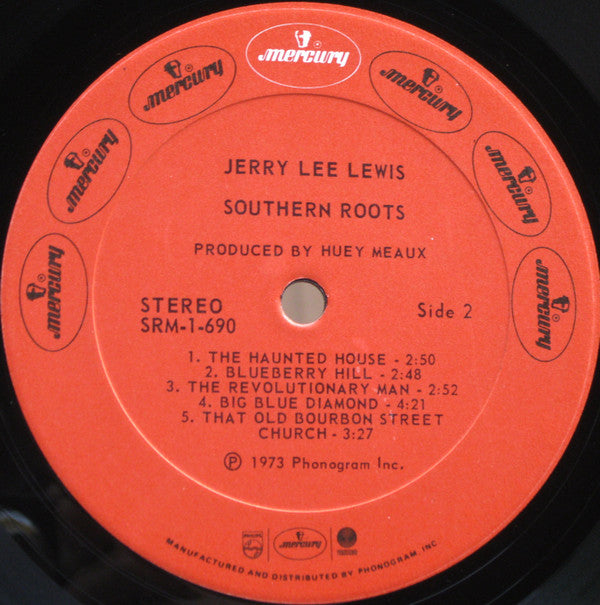 mercury
mercury
mercury
mercury
mercury
mercury
mercury
JERRY LEE LEWIS
SOUTHERN ROOTS
PRODUCED BY HUEY MEAUX
STEREO
SRM-1-690
Side 2
1. THE HAUNTED HOUSE - 2:50
2. BLUEBERRY HILL - 2:48
3. THE REVOLUTIONARY MAN - 2:52
4. BIG BLUE DIAMOND - 4:21
5. THAT OLD BOURBON STREET
CHURCH - 3:27
Ⓟ 1973 Phonogram Inc.
PHILIPS
mercury
MANUFACTURED AND DISTRIBUTED BY PHONOGRAM, INC.